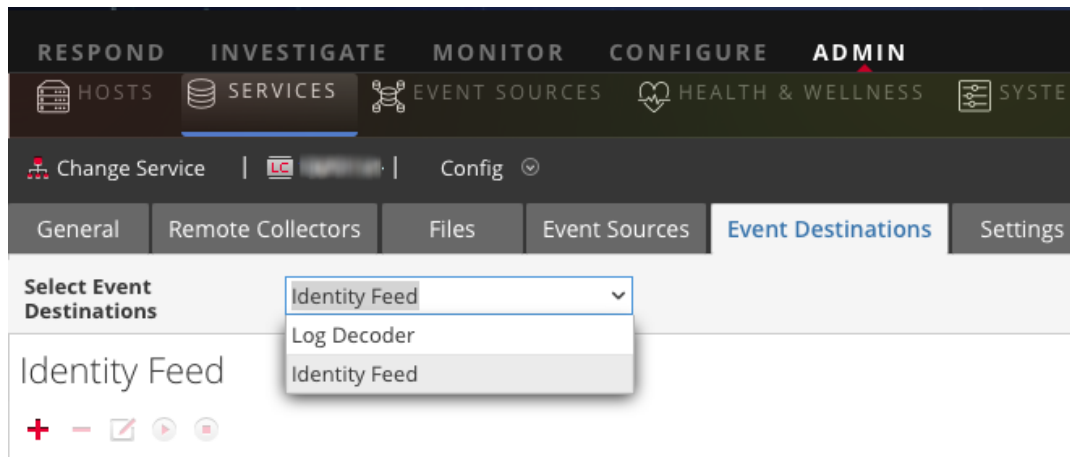 RESPOND INVESTIGATE MONITOR CONFIGURE ADMIN
HOSTS SERVICES EVENT SOURCES HEALTH & WELLNESS SYSTE
Change Service | LC | Config
General Remote Collectors Files Event Sources Event Destinations Settings
Select Event
Destinations
Identity Feed
Log Decoder
Identity Feed
Identity Feed